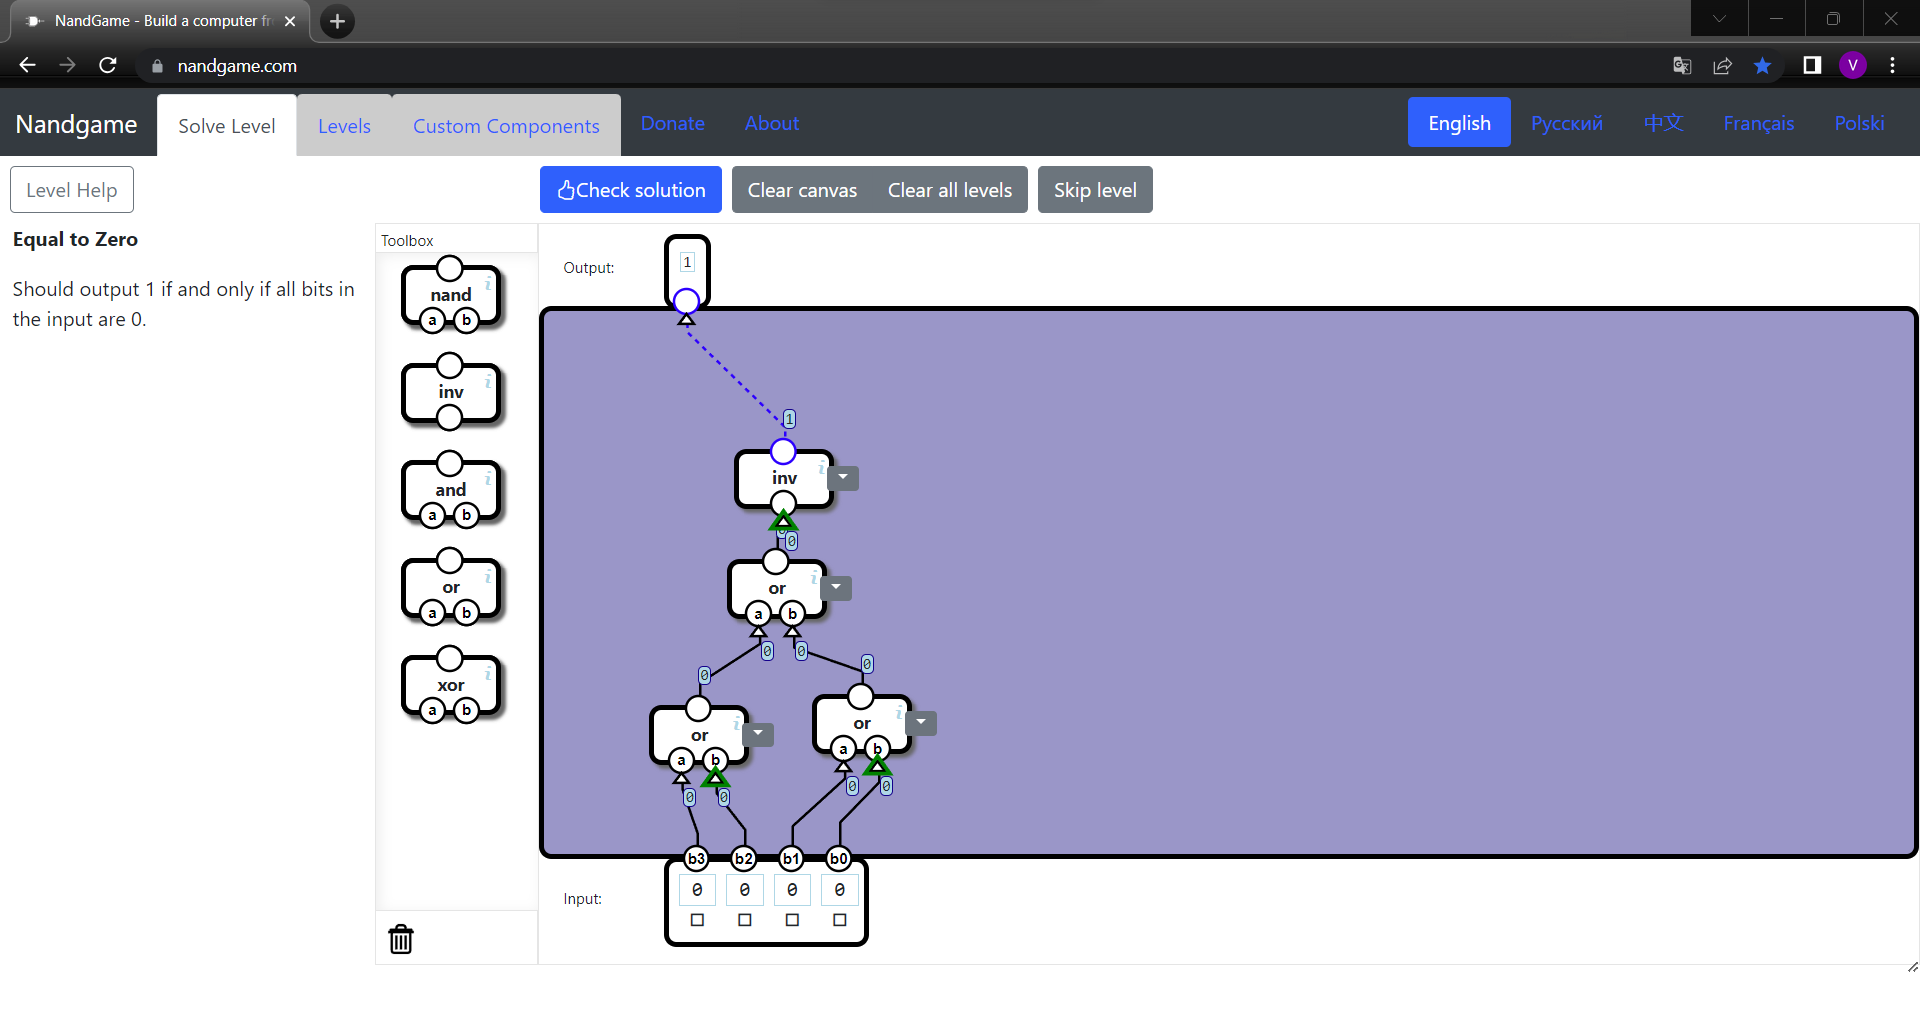 NandGame - Build a computer fr
nandgame.com
V
Nandgame
Solve Level
Levels
Custom Components
Donate
About
English
Русский
中文
Français
Polski
Level Help
Check solution
Clear canvas
Clear all levels
Skip level
Equal to Zero
Should output 1 if and only if all bits in
the input are 0.
Toolbox
nand
i
a b
inv
i
and
i
a b
or
i
a b
xor
i
a b
Output:
1
1
inv
i
0
0
or
i
a b
0 0
0 0
or
i
a b
or
i
a b
0 0
0 0
b3 b2 b1 b0
Input:
0 0 0 0